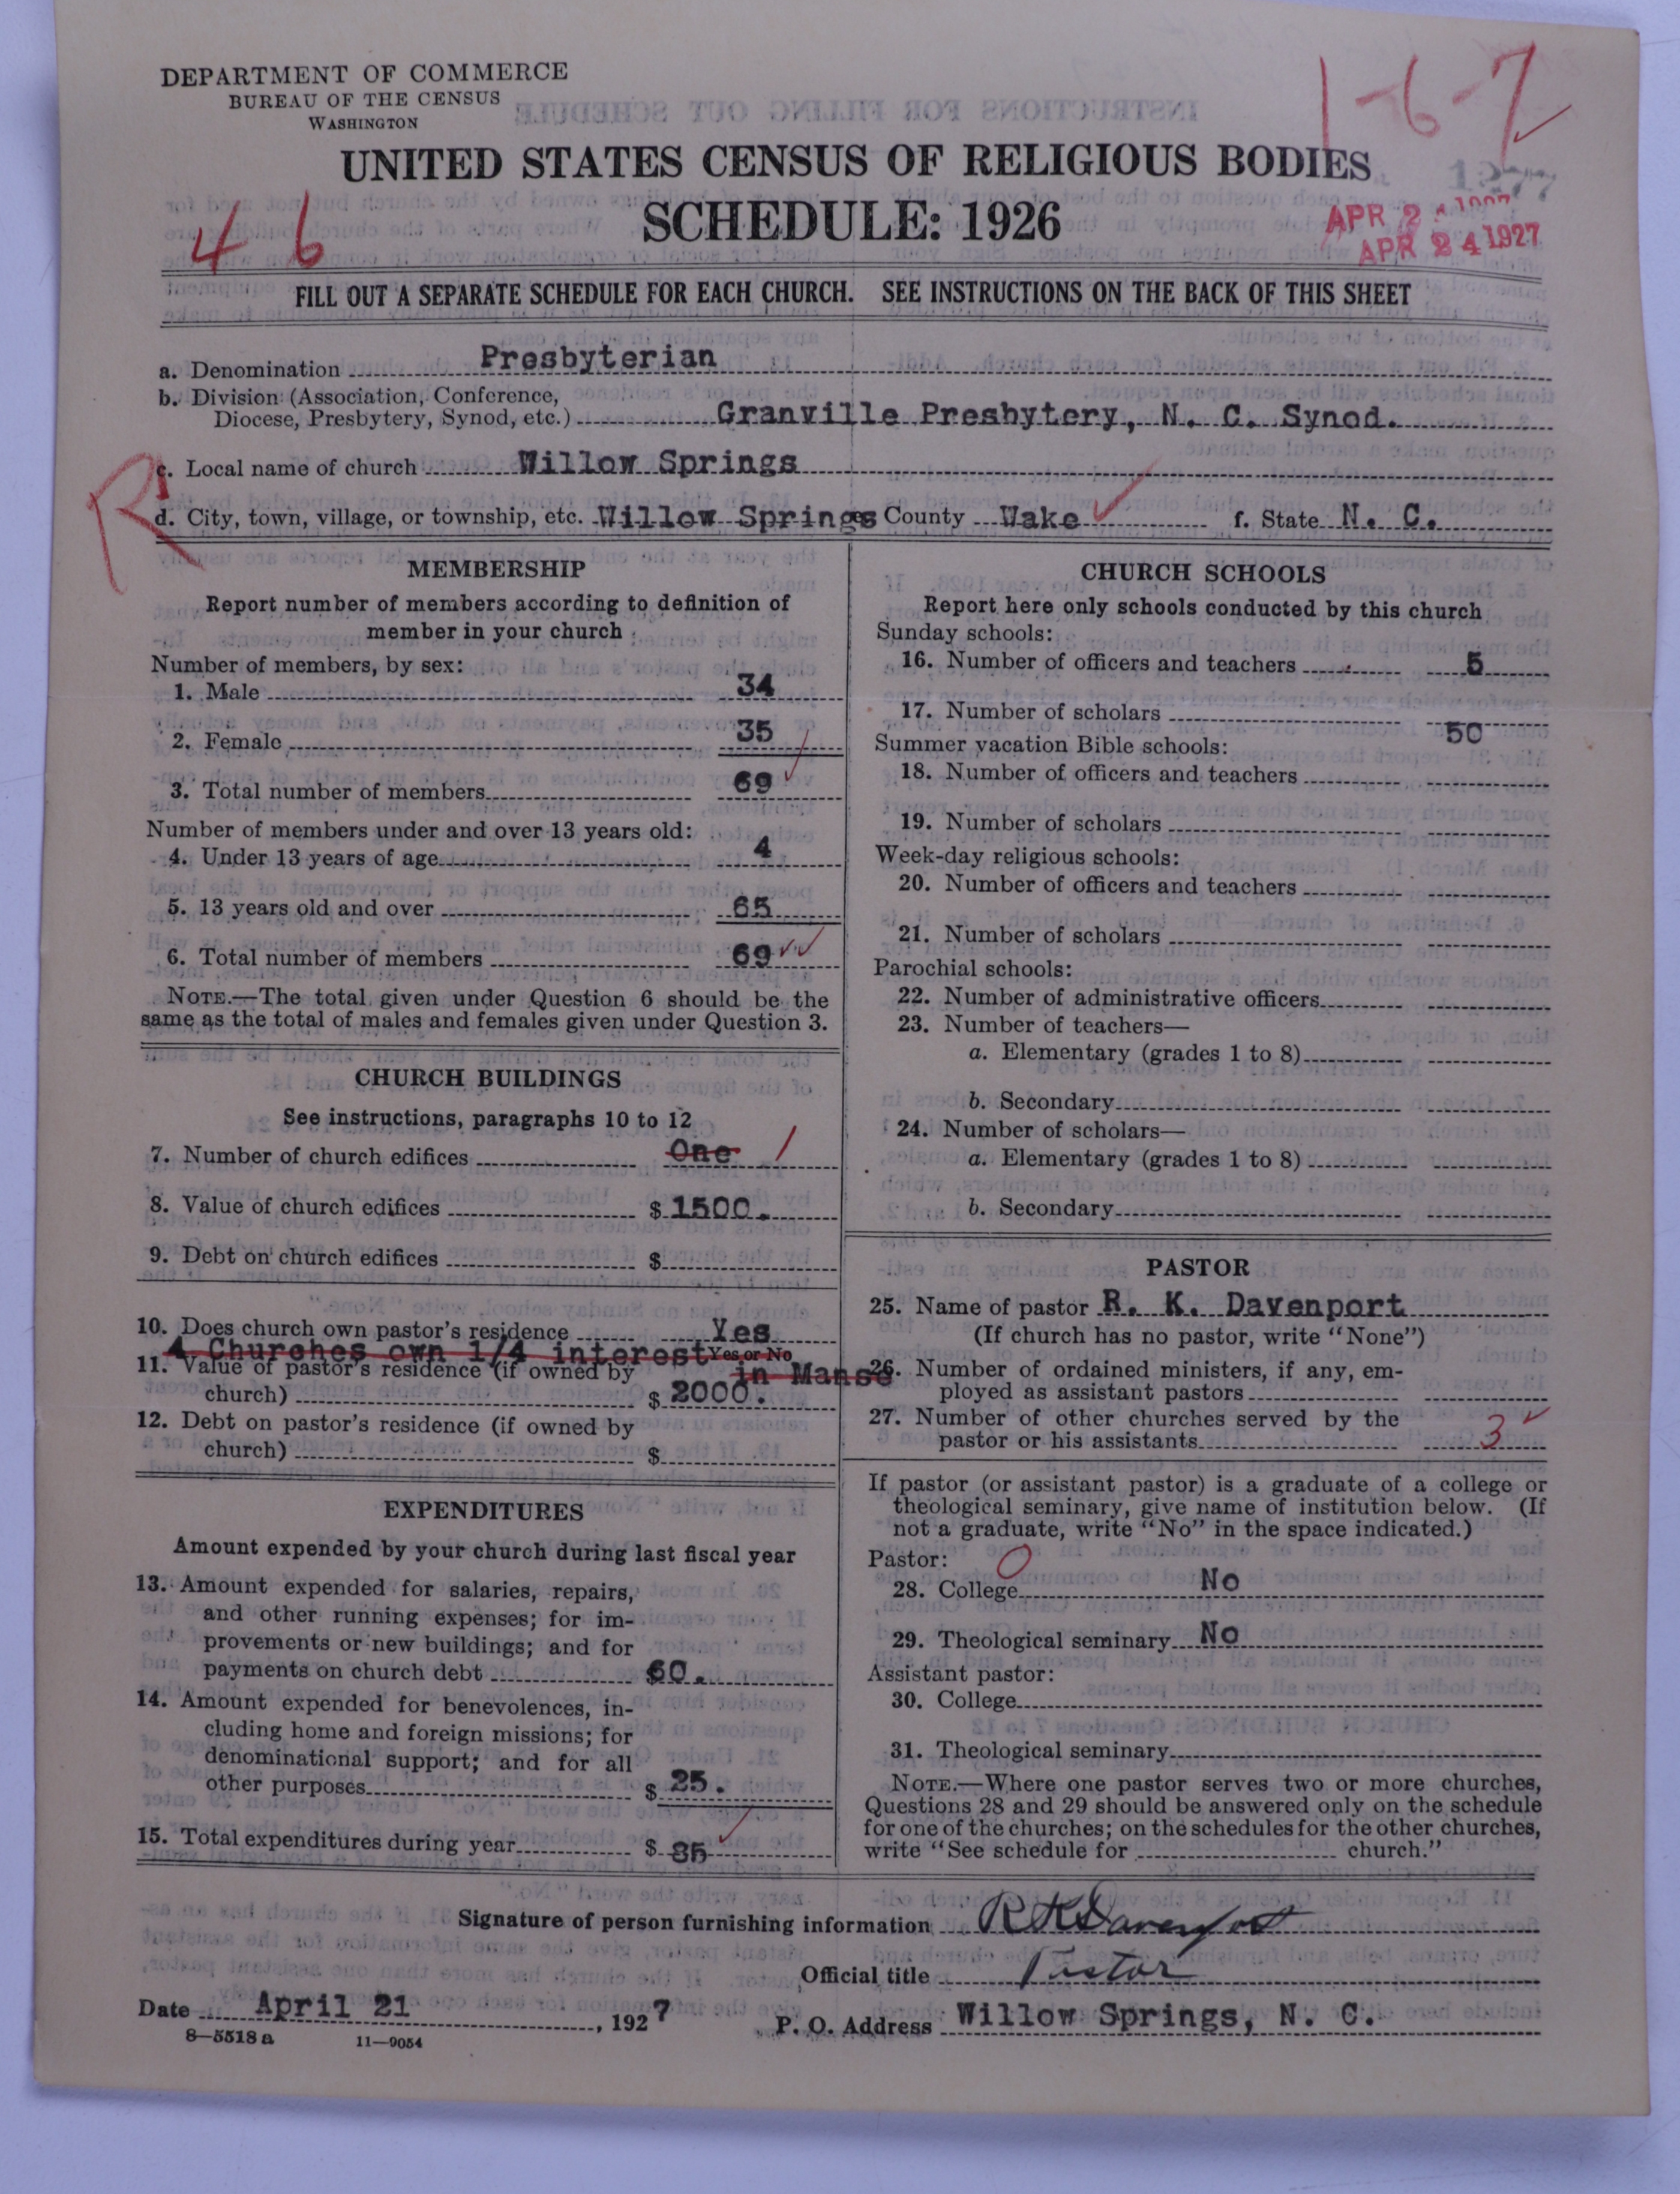 DEPARTMENT OF COMMERCE
BUREAU OF THE CENSUS
WASHINGTON
1-6-7
UNITED STATES CENSUS OF RELIGIOUS BODIES
1277
SCHEDULE: 1926
4 6
APR 2
APR 24 1927
FILL OUT A SEPARATE SCHEDULE FOR EACH CHURCH. SEE INSTRUCTIONS ON THE BACK OF THIS SHEET
a. Denomination Presbyterian
b. Division (Association, Conference,
Diocese, Presbytery, Synod, etc.) Granville Presbytery, N. C. Synod.
R
c. Local name of church Willow Springs
d. City, town, village, or township, etc. Willow Springs County Wake f. State N. C.
MEMBERSHIP
Report number of members according to definition of
member in your church
Number of members, by sex:
1. Male 34
2. Female 35
3. Total number of members 69
Number of members under and over 13 years old:
4. Under 13 years of age 4
5. 13 years old and over 65
6. Total number of members 69
NOTE.—The total given under Question 6 should be the
same as the total of males and females given under Question 3.
CHURCH BUILDINGS
See instructions, paragraphs 10 to 12
7. Number of church edifices One 1
8. Value of church edifices $ 1500.
9. Debt on church edifices $
10. Does church own pastor's residence Yes
Yes or No
4 Churches own 1/4 interest
in Manse
11. Value of pastor's residence (if owned by
church) $ 2000.
12. Debt on pastor's residence (if owned by
church) $
EXPENDITURES
Amount expended by your church during last fiscal year
13. Amount expended for salaries, repairs,
and other running expenses; for im-
provements or new buildings; and for
payments on church debt 60.
14. Amount expended for benevolences, in-
cluding home and foreign missions; for
denominational support; and for all
other purposes $ 25.
15. Total expenditures during year $ 85
CHURCH SCHOOLS
Report here only schools conducted by this church
Sunday schools:
16. Number of officers and teachers 5
17. Number of scholars 50
Summer vacation Bible schools:
18. Number of officers and teachers
19. Number of scholars
Week-day religious schools:
20. Number of officers and teachers
21. Number of scholars
Parochial schools:
22. Number of administrative officers
23. Number of teachers—
a. Elementary (grades 1 to 8)
b. Secondary
24. Number of scholars—
a. Elementary (grades 1 to 8)
b. Secondary
PASTOR
25. Name of pastor R. K. Davenport
(If church has no pastor, write "None")
26. Number of ordained ministers, if any, em-
ployed as assistant pastors
27. Number of other churches served by the
pastor or his assistants 3
If pastor (or assistant pastor) is a graduate of a college or
theological seminary, give name of institution below. (If
not a graduate, write "No" in the space indicated.)
Pastor: 0
28. College No
29. Theological seminary No
Assistant pastor:
30. College
31. Theological seminary
NOTE.—Where one pastor serves two or more churches,
Questions 28 and 29 should be answered only on the schedule
for one of the churches; on the schedules for the other churches,
write "See schedule for church."
Signature of person furnishing information R K Davenport
Official title Pastor
Date April 21, 1927
P. O. Address Willow Springs, N. C.
8—5518 a 11—9054